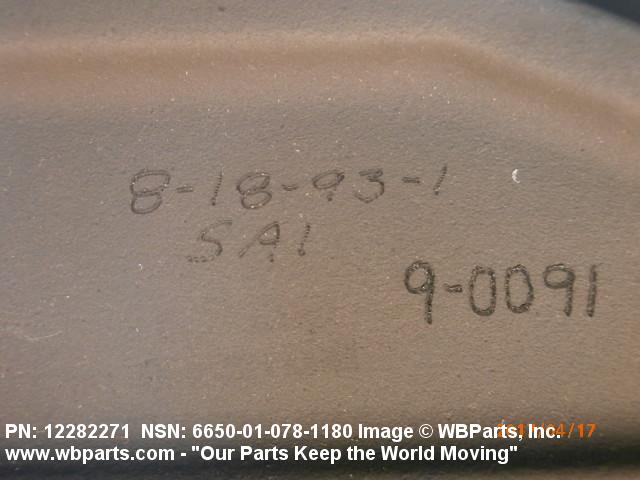 8-18-93-1
SAI
9-0091
PN: 12282271 NSN: 6650-01-078-1180 Image © WBParts, Inc.
www.wbparts.com - "Our Parts Keep the World Moving"